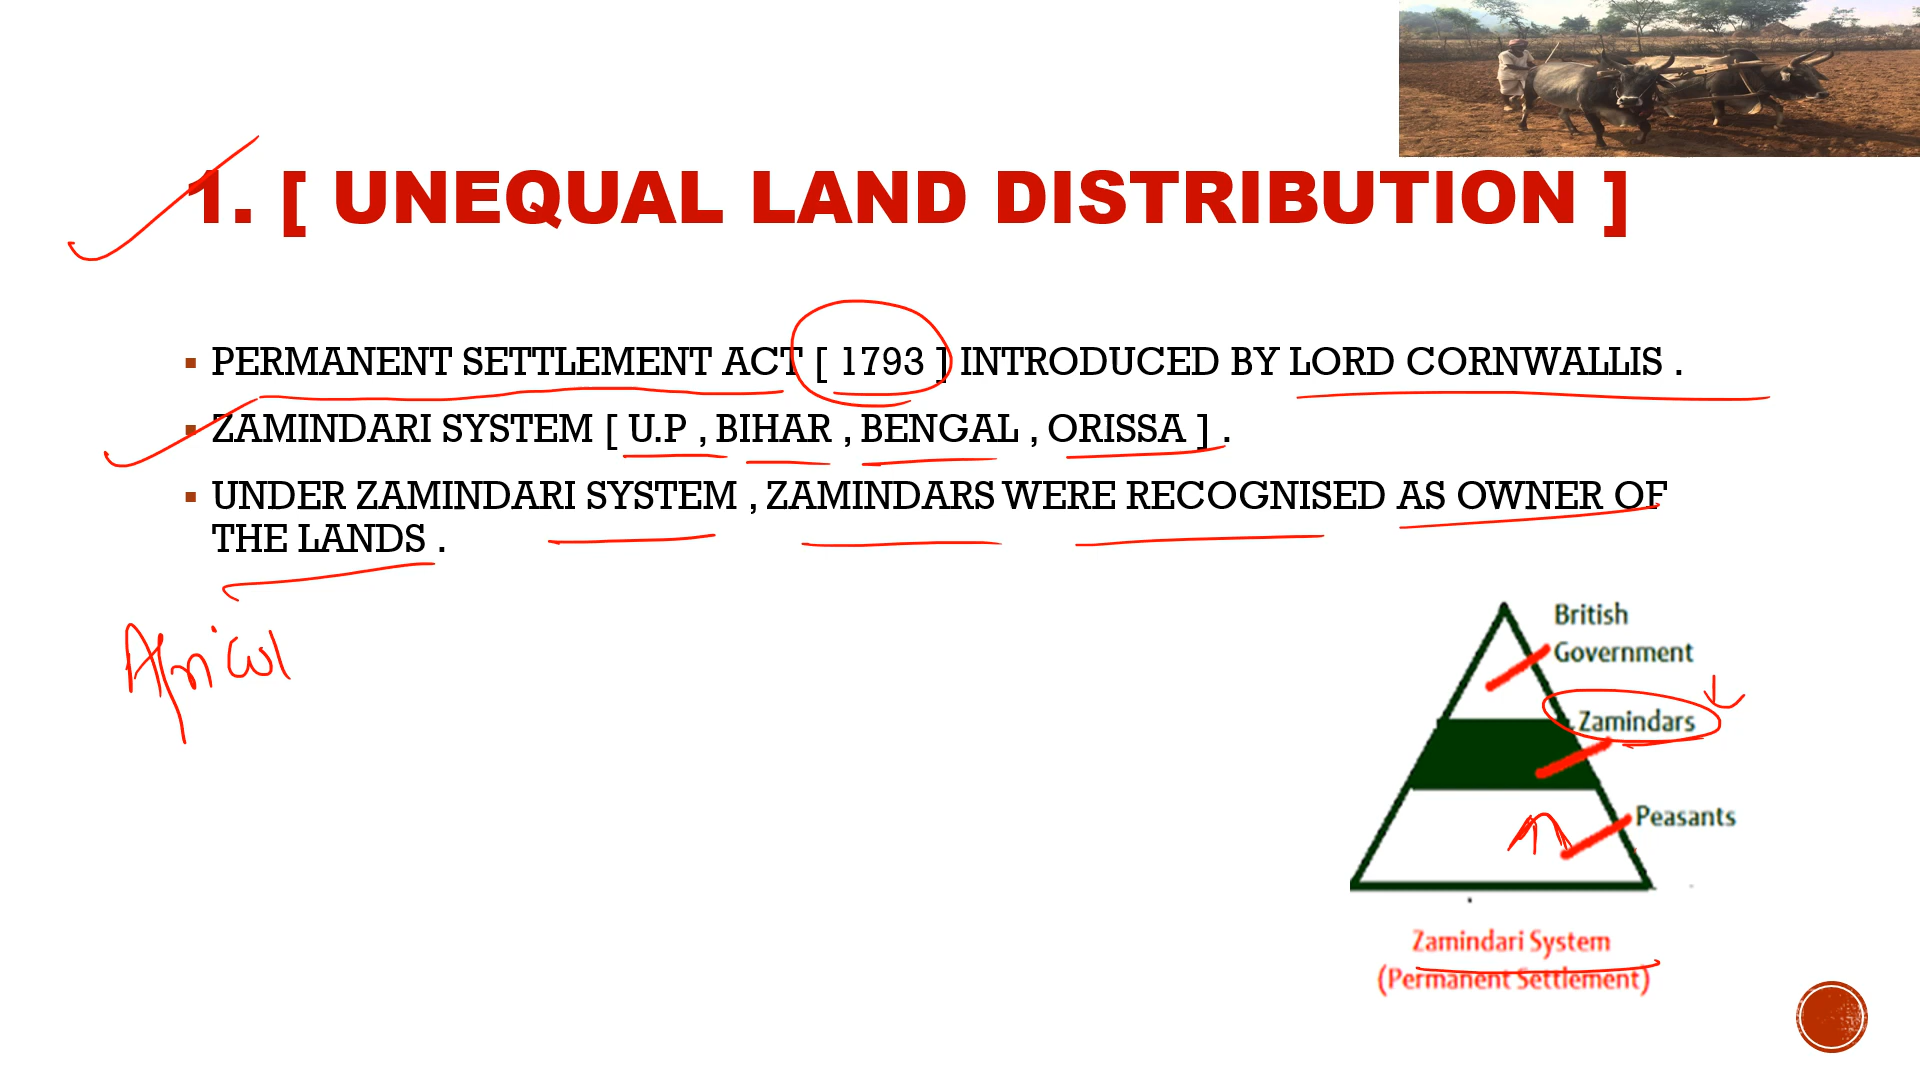 1. [ UNEQUAL LAND DISTRIBUTION ]
PERMANENT SETTLEMENT ACT [ 1793 ] INTRODUCED BY LORD CORNWALLIS .
ZAMINDARI SYSTEM [ U.P , BIHAR , BENGAL , ORISSA ] .
UNDER ZAMINDARI SYSTEM , ZAMINDARS WERE RECOGNISED AS OWNER OF
THE LANDS .
British
Government
Zamindars
Peasants
Zamindari System
(Permanent Settlement)